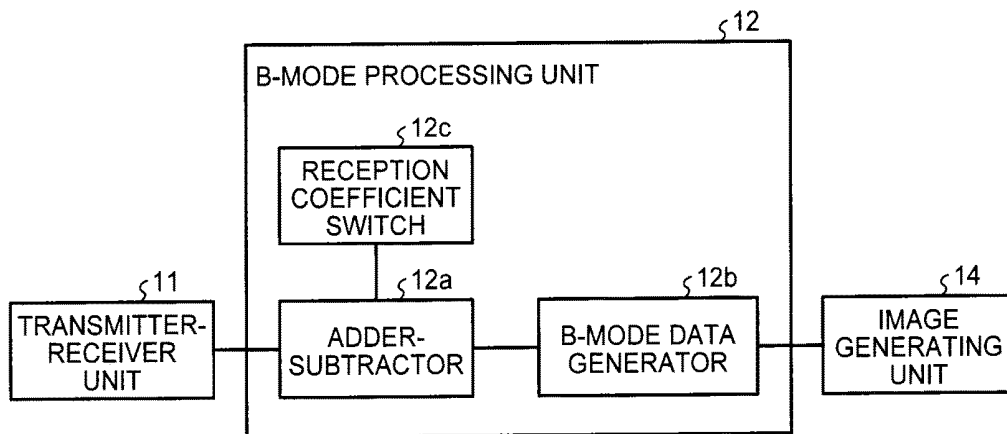 12
B-MODE PROCESSING UNIT
12c
RECEPTION
COEFFICIENT
SWITCH
11
TRANSMITTER-
RECEIVER
UNIT
12a
ADDER-
SUBTRACTOR
12b
B-MODE DATA
GENERATOR
14
IMAGE
GENERATING
UNIT